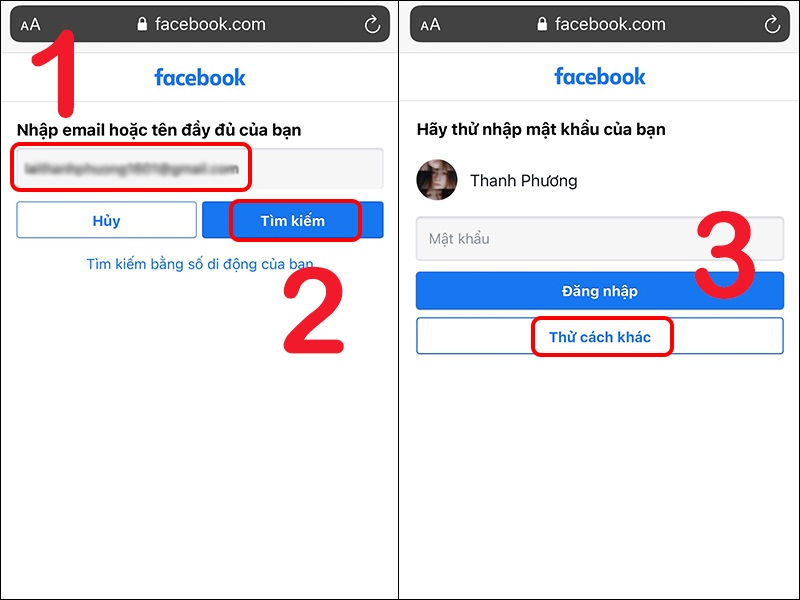 AA facebook.com
1
facebook
Nhập email hoặc tên đầy đủ của bạn
Hủy
Tìm kiếm
Tìm kiếm bằng số di động của bạn
2
AA facebook.com
facebook
Hãy thử nhập mật khẩu của bạn
Thanh Phương
Mật khẩu
3
Đăng nhập
Thử cách khác